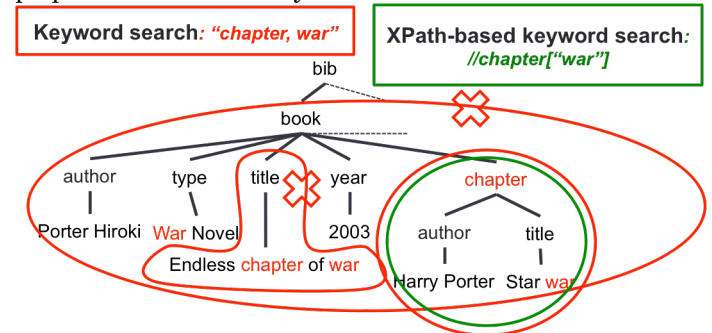 Keyword search: “chapter, war”
XPath-based keyword search:
//chapter[“war”]
bib
book
author type title year chapter
Porter Hiroki War Novel 2003 author title
Endless chapter of war
Harry Porter Star war